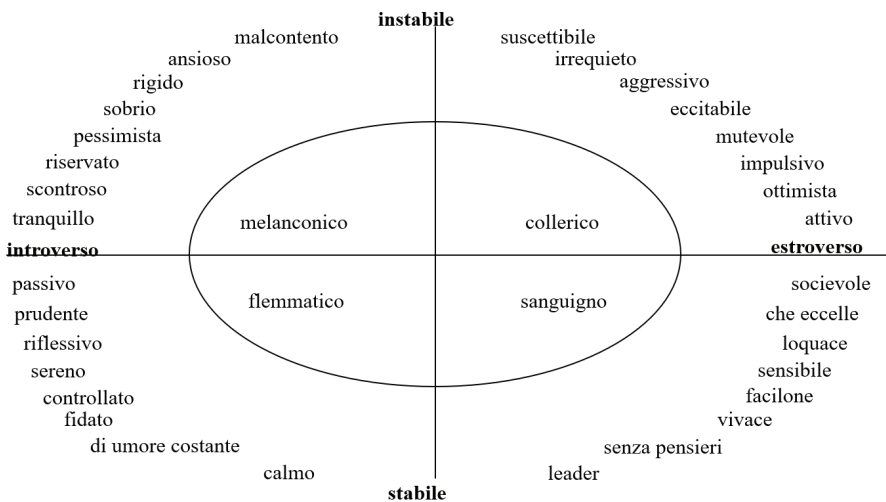 instabile
malcontento
suscettibile
ansioso
irrequieto
rigido
aggressivo
sobrio
eccitabile
pessimista
mutevole
riservato
impulsivo
scontroso
ottimista
tranquillo
melanconico
collerico
attivo
introverso
estroverso
passivo
flemmatico
sanguigno
socievole
prudente
che eccelle
riflessivo
loquace
sereno
sensibile
controllato
facilone
fidato
vivace
di umore costante
senza pensieri
calmo
leader
stabile